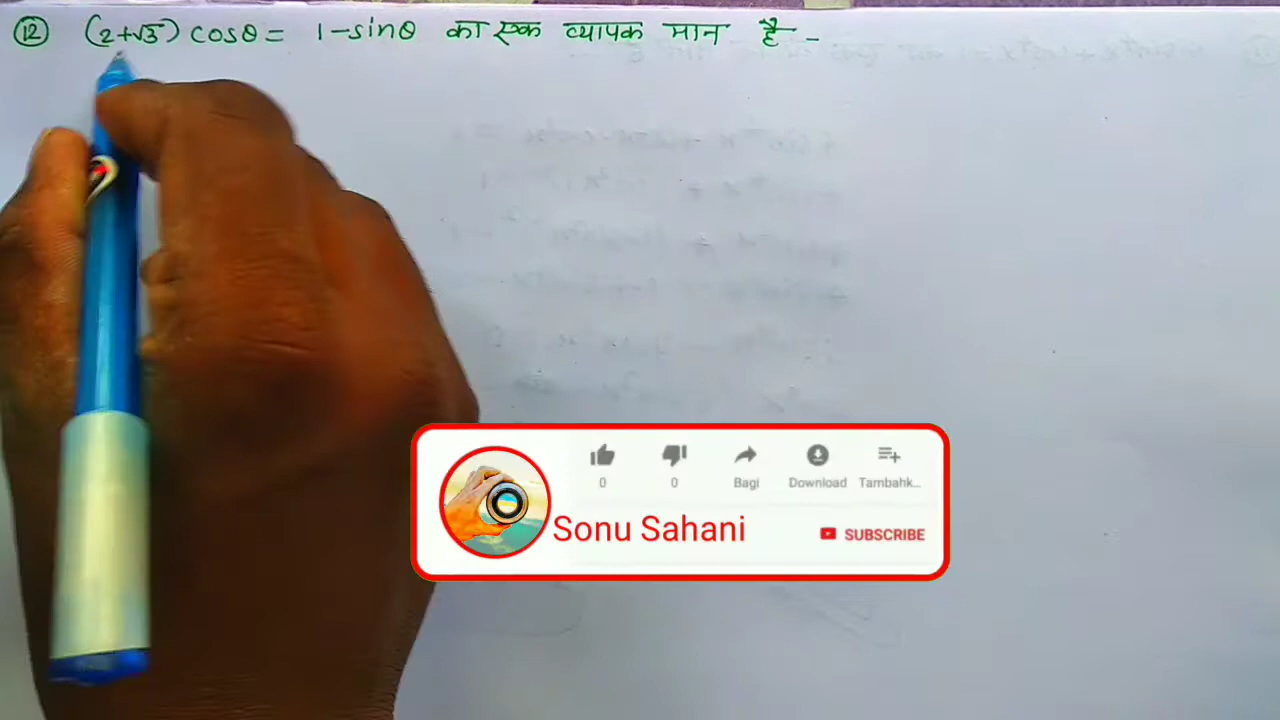 ⑫ (2+√3) cosθ = 1-sinθ का एक व्यापक मान है -
0 0 Bagi Download Tambahk...
Sonu Sahani SUBSCRIBE